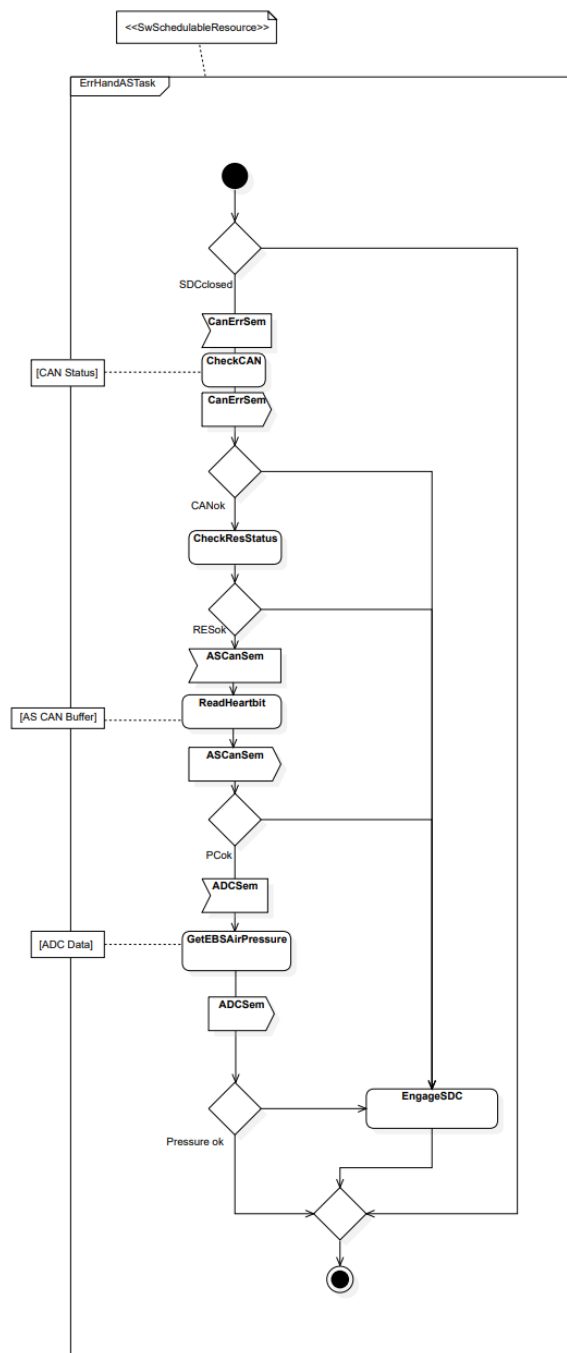 <<SwSchedulableResource>>
ErrHandASTask
SDCclosed
CanErrSem
CheckCAN
[CAN Status]
CanErrSem
CANok
CheckResStatus
RESok
ASCanSem
ReadHeartbit
[AS CAN Buffer]
ASCanSem
PCok
ADCSem
GetEBSAirPressure
[ADC Data]
ADCSem
EngageSDC
Pressure ok